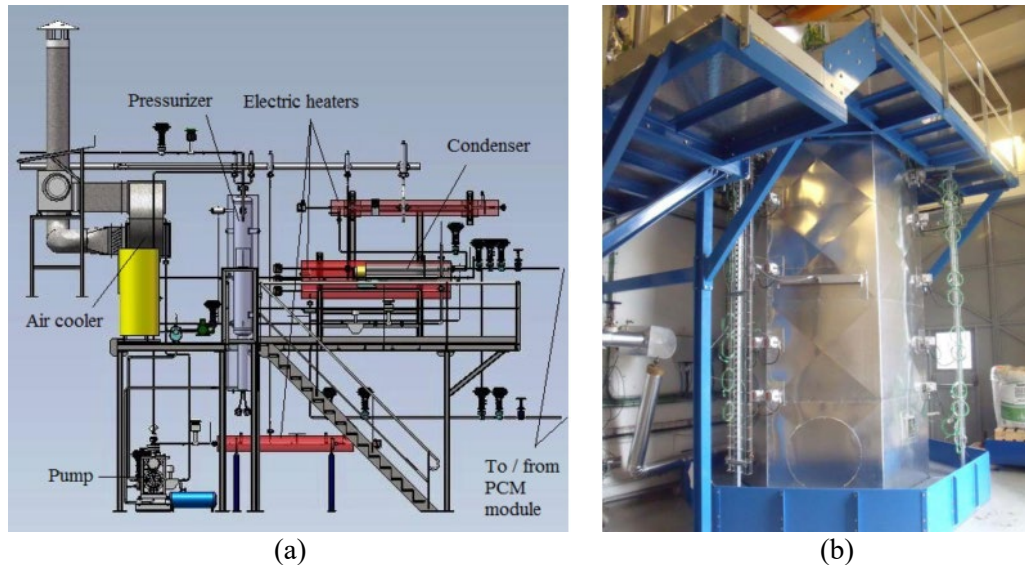 Pressurizer
Electric heaters
Condenser
Air cooler
Pump
To / from
PCM
module
(a)
(b)